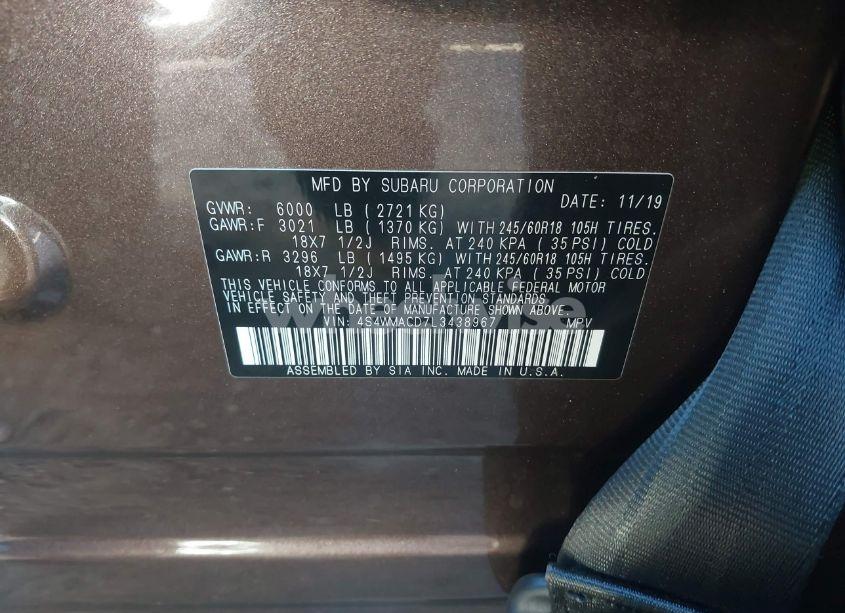 MFD BY SUBARU CORPORATION
GVWR: 6000 LB ( 2721 KG) DATE: 11/19
GAWR:F 3021 LB ( 1370 KG) WITH 245/60R18 105H TIRES.
18X7 1/2J RIMS. AT 240 KPA ( 35 PSI) COLD
GAWR:R 3296 LB ( 1495 KG) WITH 245/60R18 105H TIRES.
18X7 1/2J RIMS. AT 240 KPA ( 35 PSI) COLD
THIS VEHICLE CONFORMS TO ALL APPLICABLE FEDERAL MOTOR
VEHICLE SAFETY AND THEFT PREVENTION STANDARDS
IN EFFECT ON THE DATE OF MANUFACTURE SHOWN ABOVE.
VIN: 4S4WMACD7L3438967 MPV
ASSEMBLED BY SIA INC. MADE IN U.S.A.